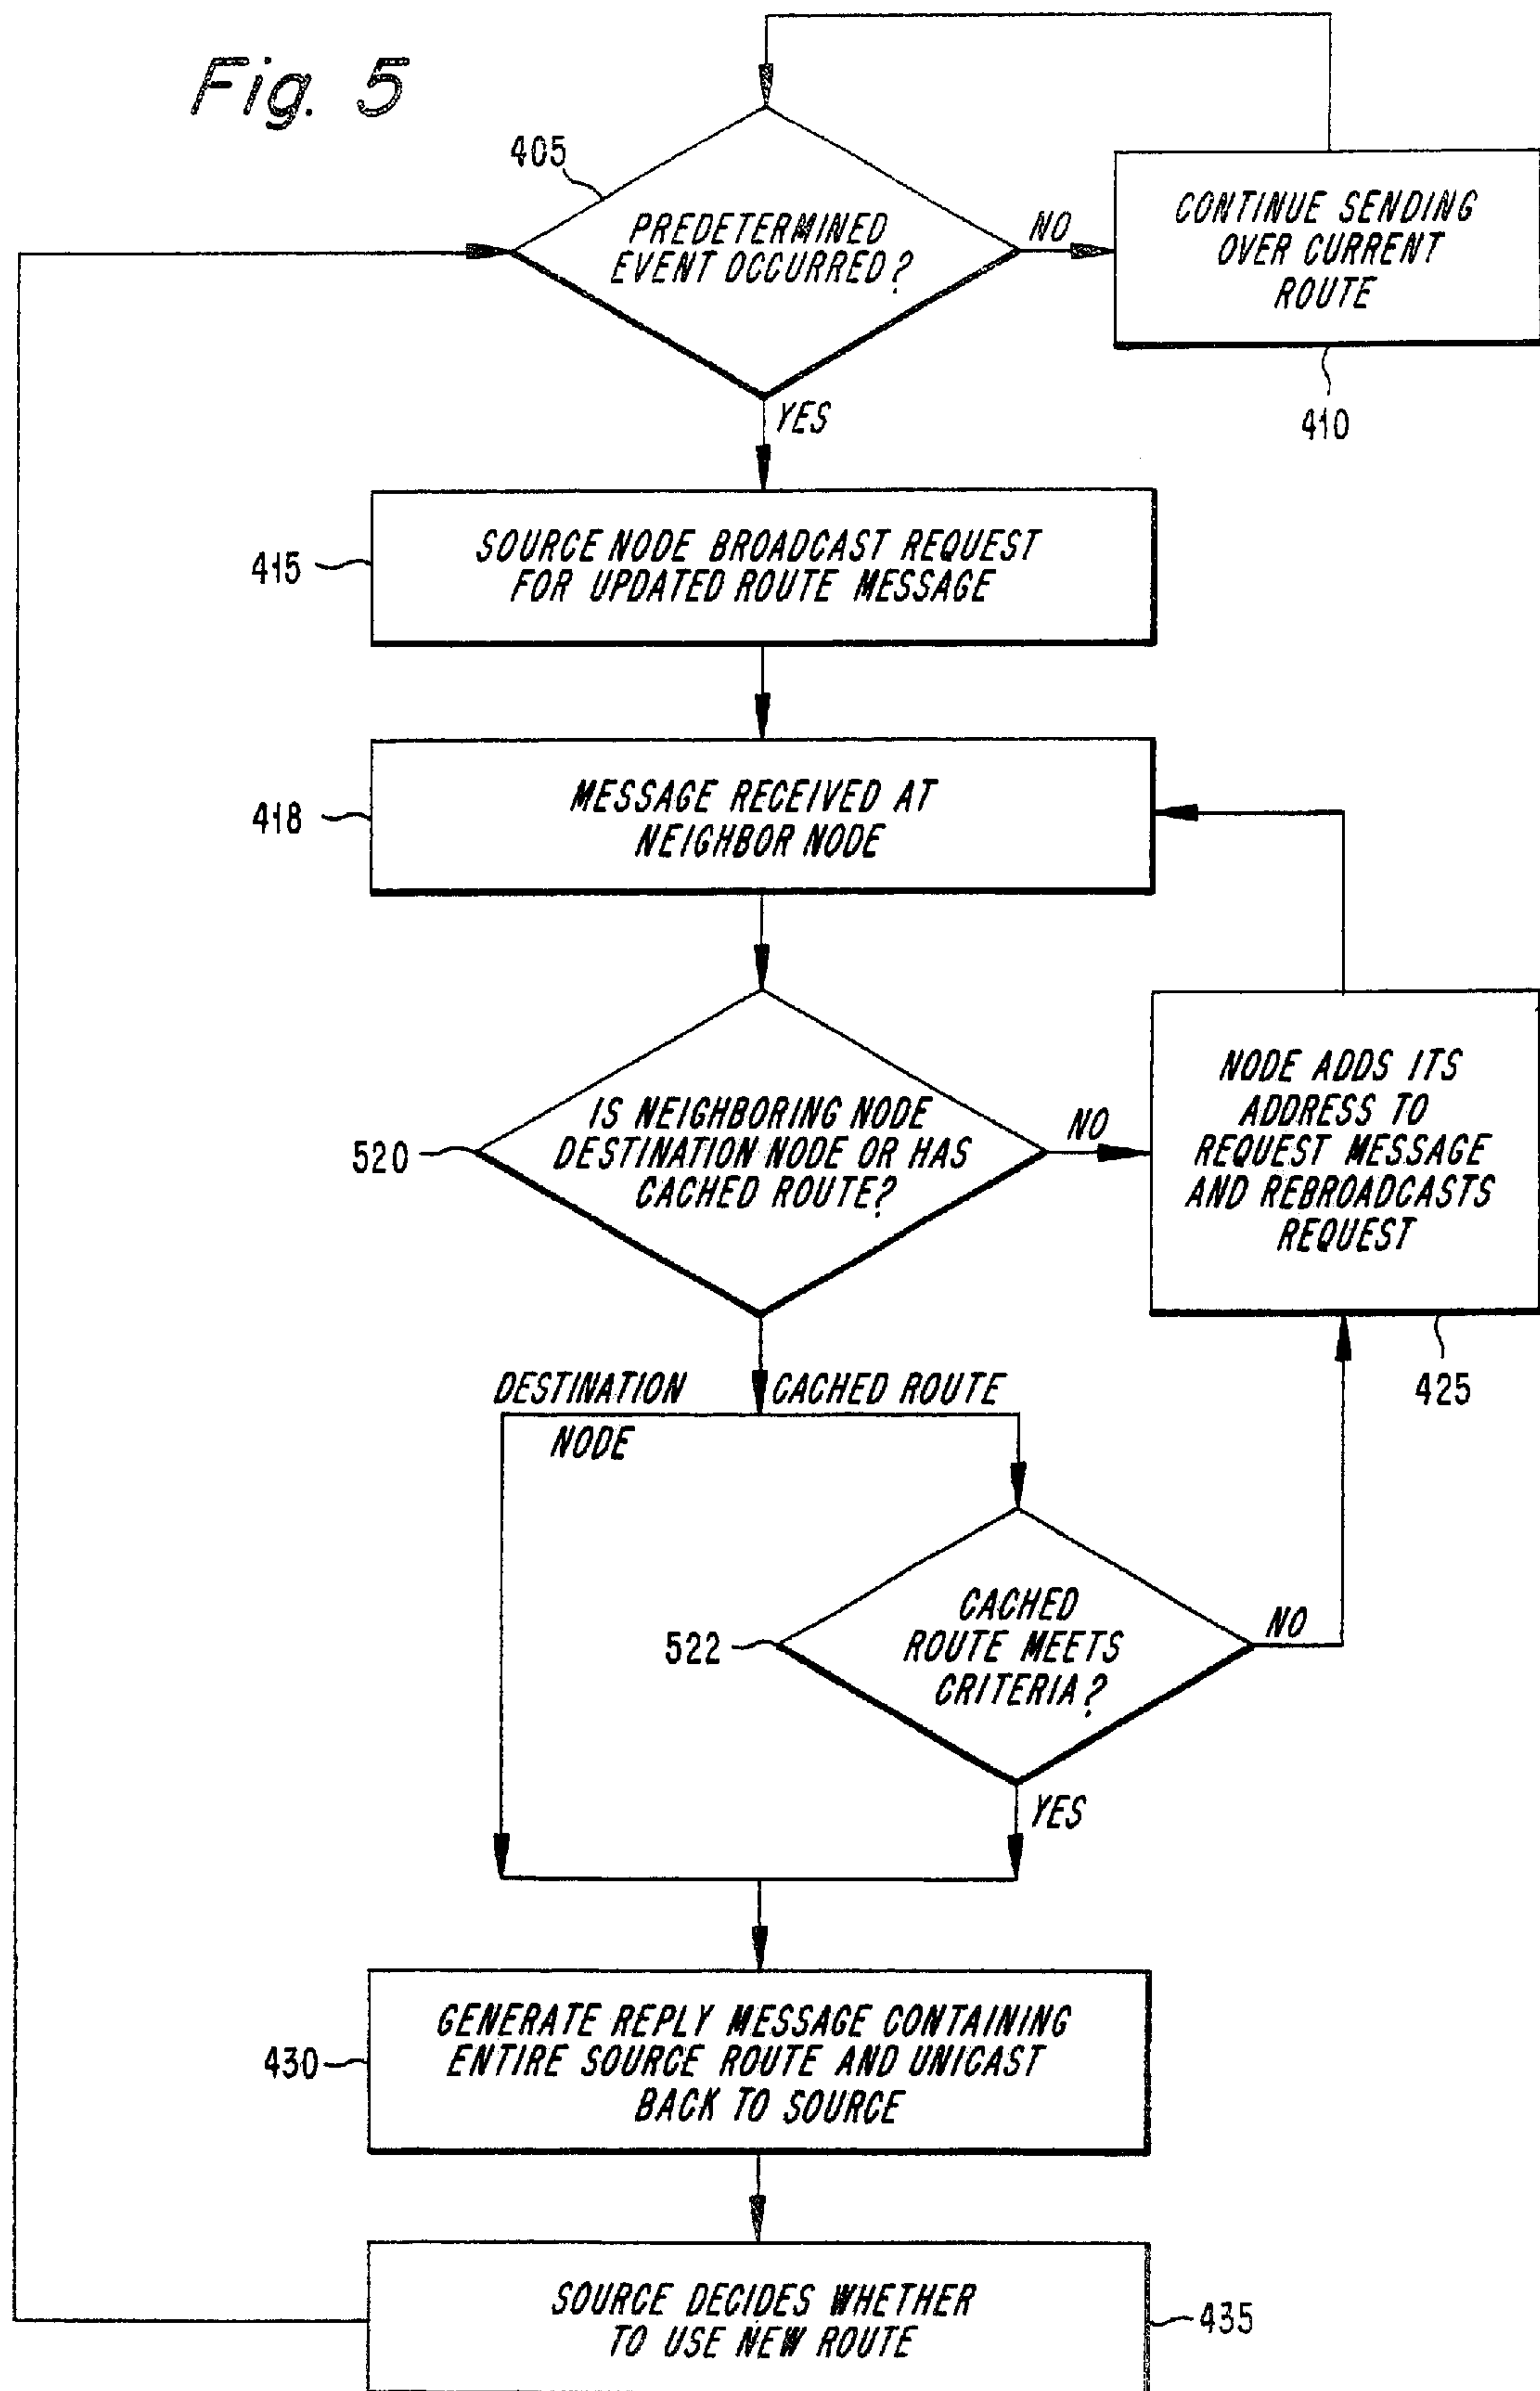 Fig. 5
405
PREDETERMINED
EVENT OCCURRED?
NO
CONTINUE SENDING
OVER CURRENT
ROUTE
410
YES
415
SOURCE NODE BROADCAST REQUEST
FOR UPDATED ROUTE MESSAGE
418
MESSAGE RECEIVED AT
NEIGHBOR NODE
520
IS NEIGHBORING NODE
DESTINATION NODE OR HAS
CACHED ROUTE?
NO
NODE ADDS ITS
ADDRESS TO
REQUEST MESSAGE
AND REBROADCASTS
REQUEST
425
DESTINATION
NODE
CACHED ROUTE
522
CACHED
ROUTE MEETS
CRITERIA?
NO
YES
430
GENERATE REPLY MESSAGE CONTAINING
ENTIRE SOURCE ROUTE AND UNICAST
BACK TO SOURCE
SOURCE DECIDES WHETHER
TO USE NEW ROUTE
435